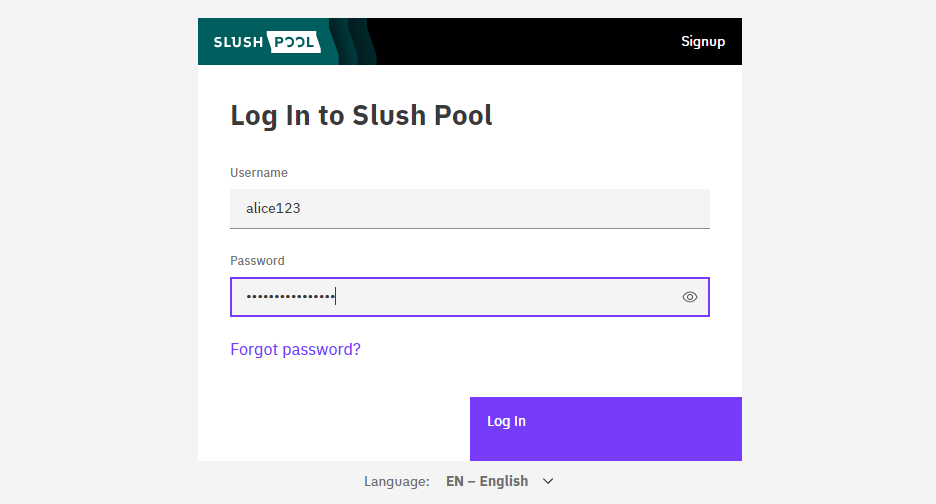 SLUSH POOL
Signup
Log In to Slush Pool
Username
alice123
Password
••••••••••••••••
Forgot password?
Log In
Language: EN – English